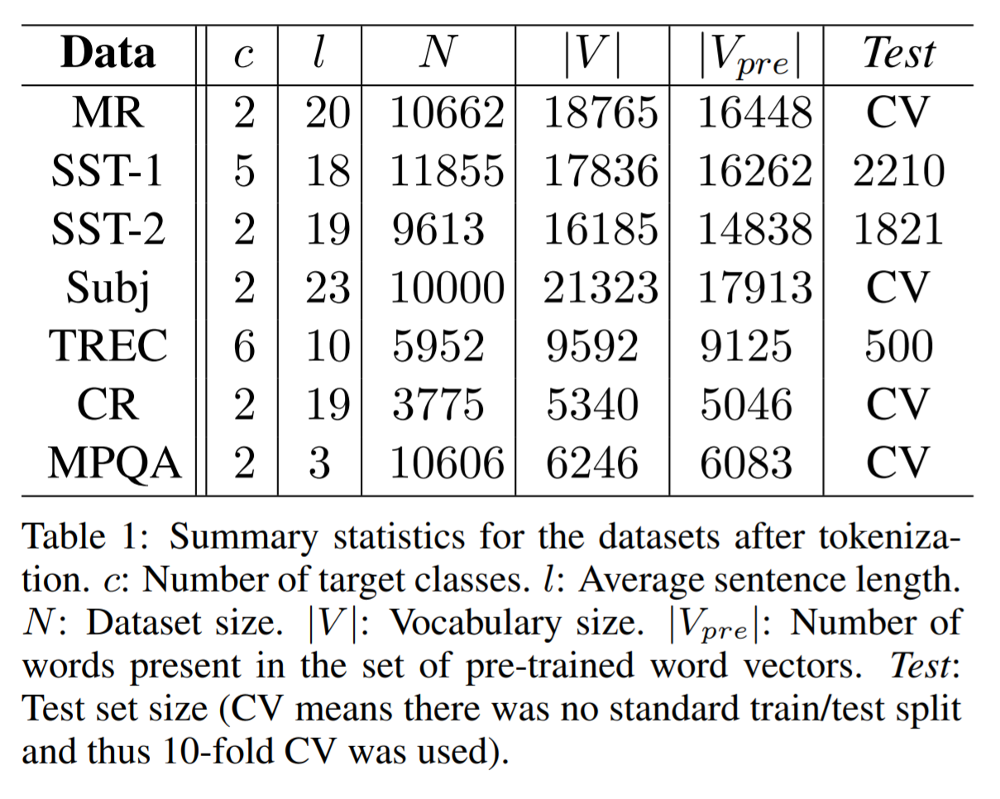 Data c l N |V| |Vpre| Test
MR 2 20 10662 18765 16448 CV
SST-1 5 18 11855 17836 16262 2210
SST-2 2 19 9613 16185 14838 1821
Subj 2 23 10000 21323 17913 CV
TREC 6 10 5952 9592 9125 500
CR 2 19 3775 5340 5046 CV
MPQA 2 3 10606 6246 6083 CV
Table 1: Summary statistics for the datasets after tokeniza-
tion. c: Number of target classes. l: Average sentence length.
N: Dataset size. |V|: Vocabulary size. |Vpre|: Number of
words present in the set of pre-trained word vectors. Test:
Test set size (CV means there was no standard train/test split
and thus 10-fold CV was used).